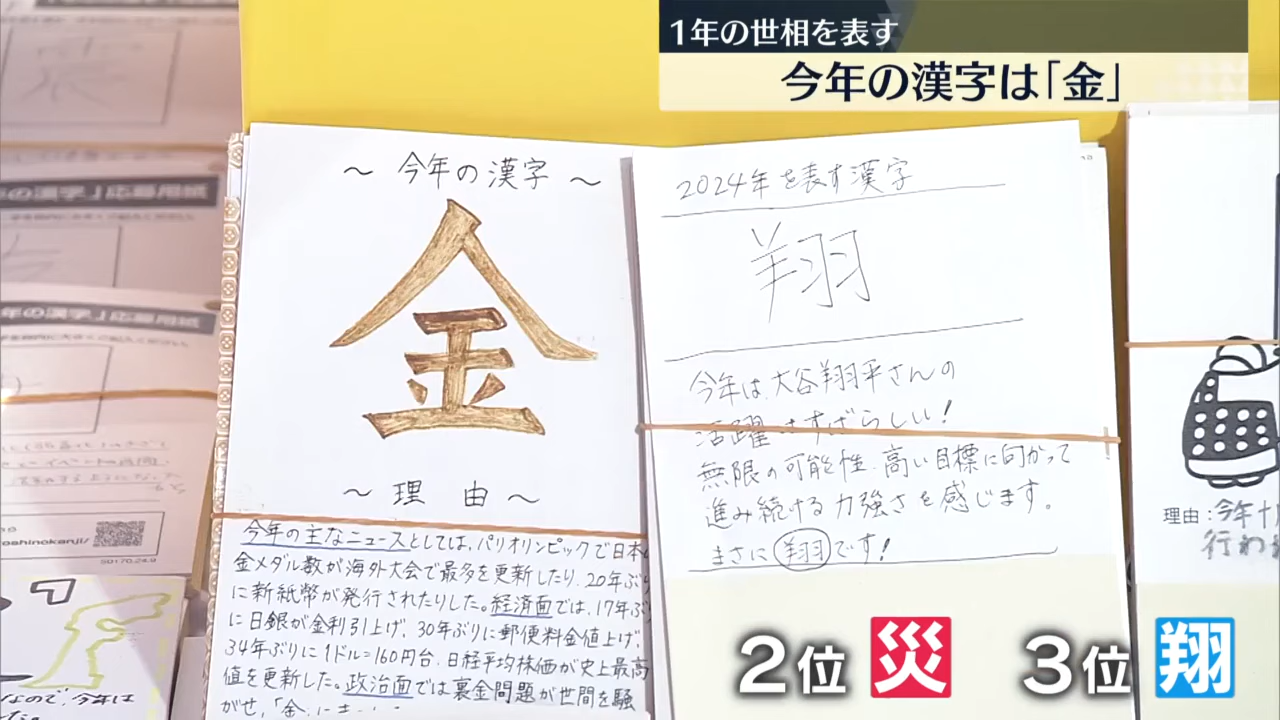 1年の世相を表す
今年の漢字は「金」
～ 今年の漢字 ～
金
～ 理 由 ～
今年の主なニュースとしては、パリオリンピックで日本
金メダル数が海外大会で最多を更新したり、20年ぶり
に新紙幣が発行されたりした。経済面では、17年ぶり
に日銀が金利引上げ、30年ぶりに郵便料金値上げ、
34年ぶりに1ドル=160円台、日経平均株価が史上最高
値を更新した。政治面では裏金問題が世間を騒
がせ、「金
2024年を表す漢字
翔
今年は、大谷翔平さんの
活躍はすばらしい!
無限の可能性、高い目標に向かって
進み続ける力強さを感じます。
まさに翔です!
理由:今年十
行わ
の漢字」応募用紙
年の漢字」応募用紙
oshinokanji/
50170.24.9
なので、今年は
2位 災 3位 翔